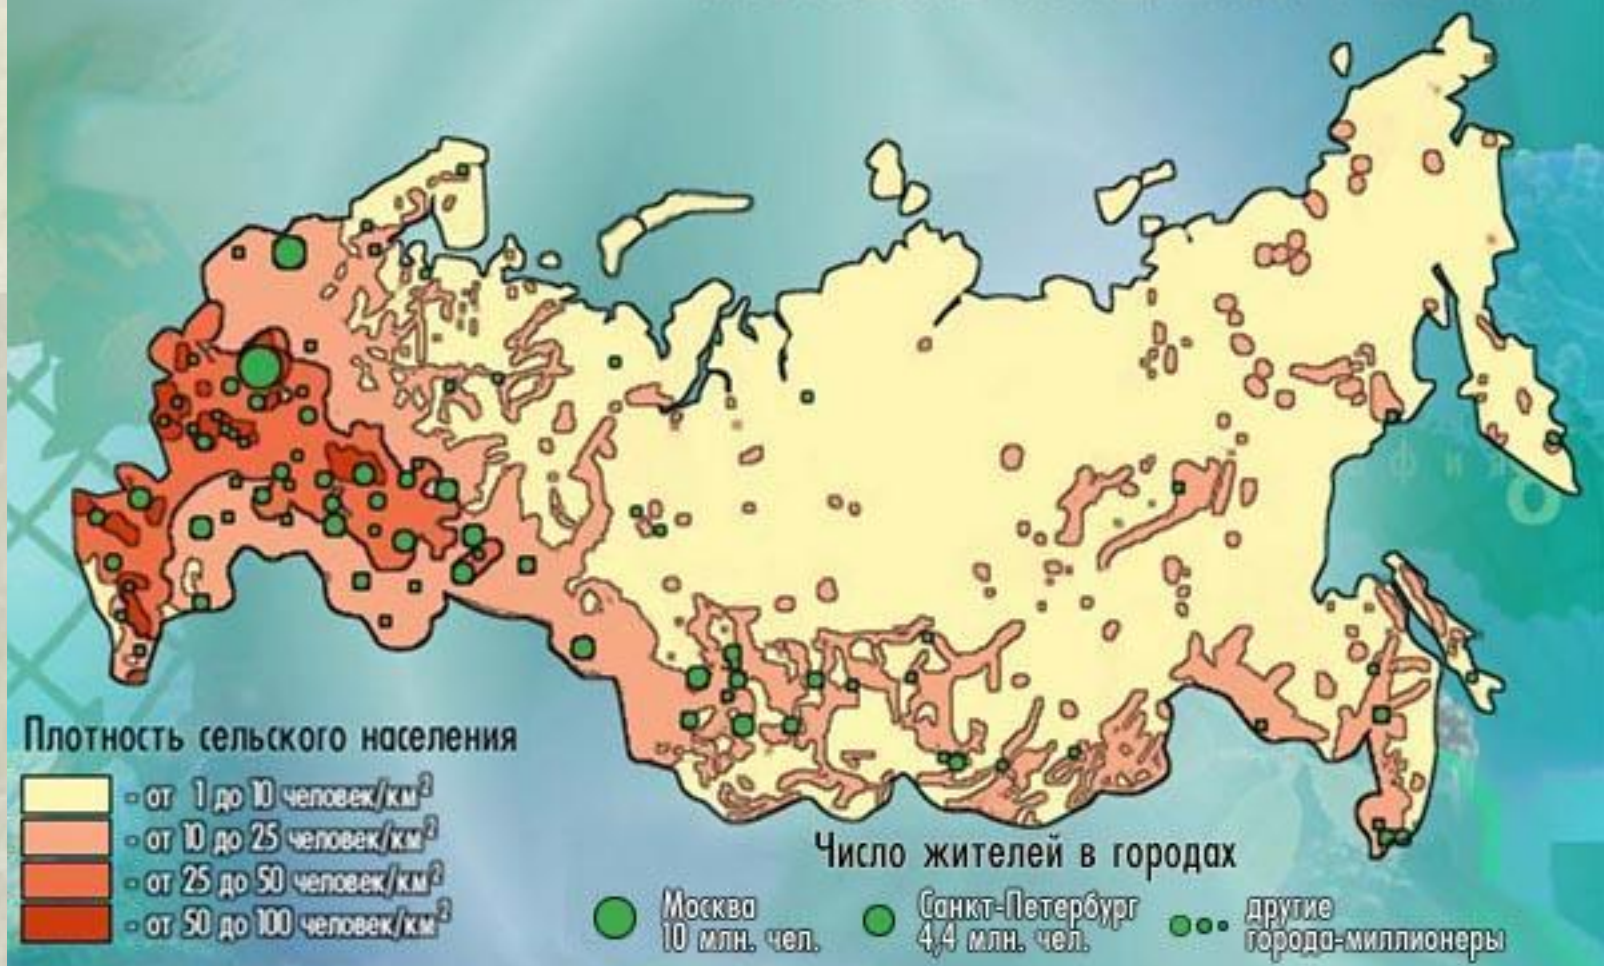 Плотность сельского населения
- от 1 до 10 человек/км²
- от 10 до 25 человек/км²
- от 25 до 50 человек/км²
- от 50 до 100 человек/км²
Число жителей в городах
Москва
10 млн. чел.
Санкт-Петербург
4,4 млн. чел.
другие
города-миллионеры